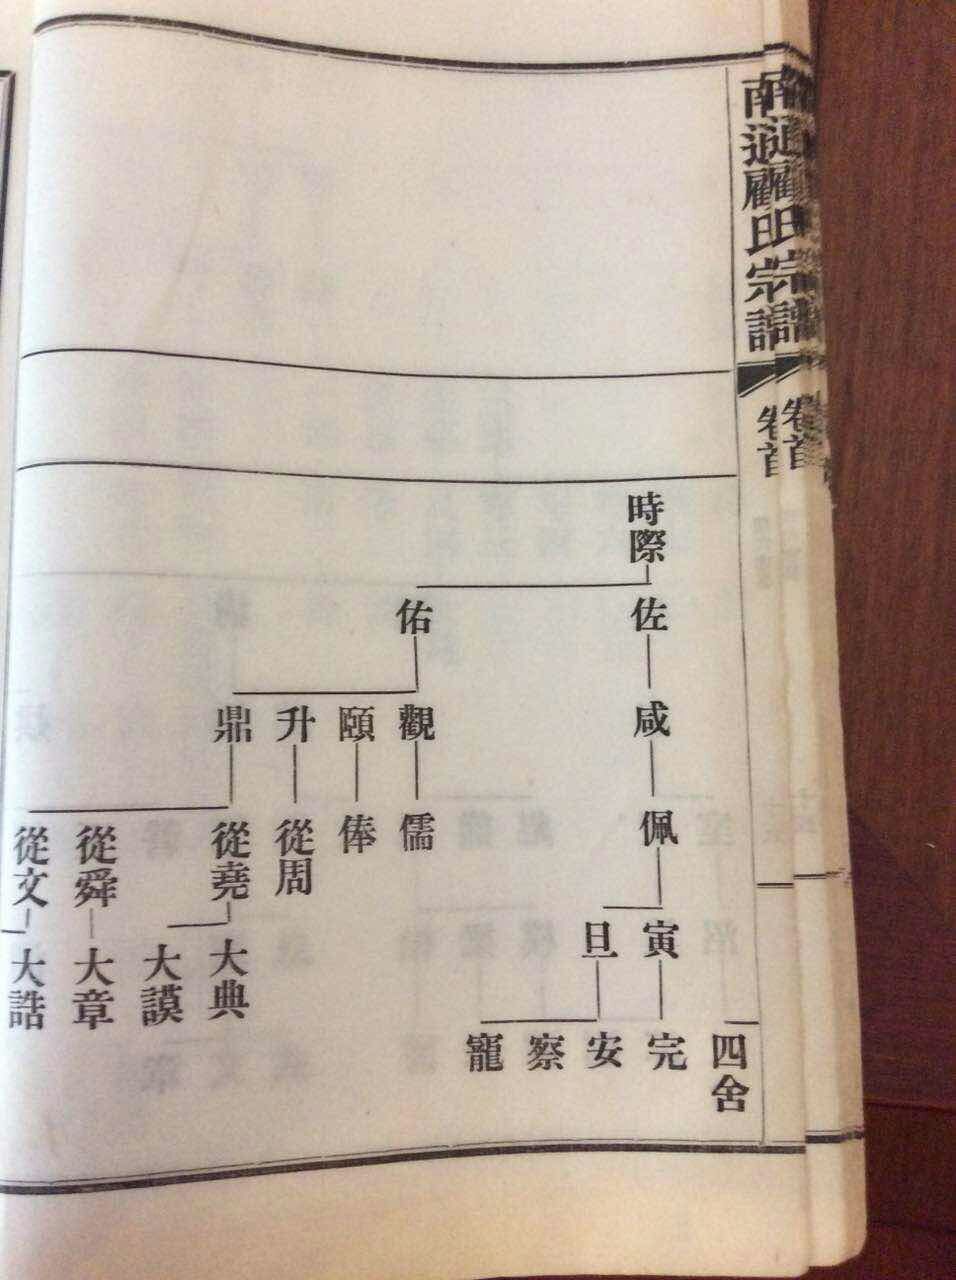 南通顧氏宗譜
卷首
時際
佐
佑
咸
觀
頤
升
鼎
佩
儒
俸
從周
從堯
從舜
從文
寅
旦
大典
大謨
大章
大誥
四舍
完
安
察
寵